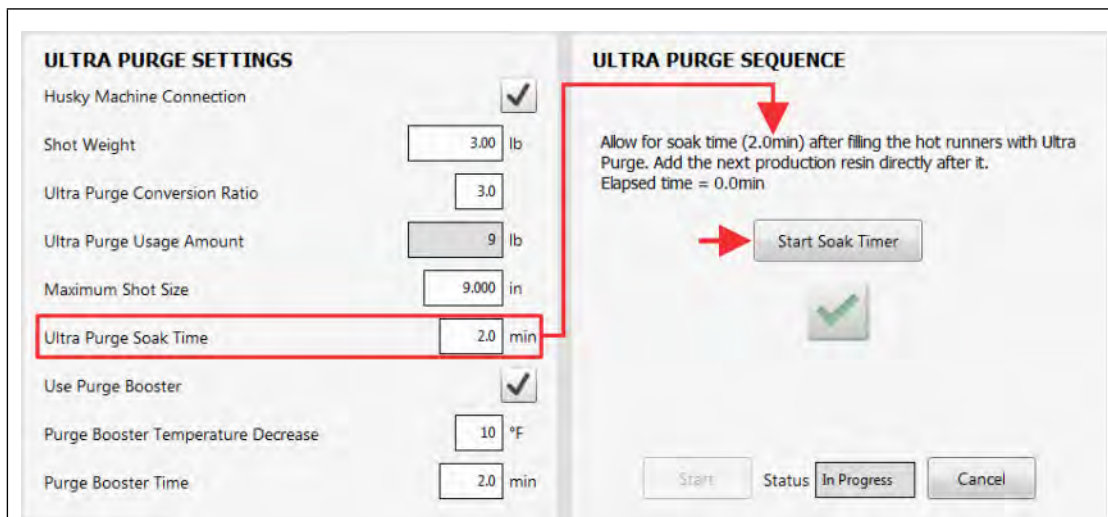 ULTRA PURGE SETTINGS
Husky Machine Connection
Shot Weight 3.00 lb
Ultra Purge Conversion Ratio 3.0
Ultra Purge Usage Amount 9 lb
Maximum Shot Size 9.000 in
Ultra Purge Soak Time 2.0 min
Use Purge Booster
Purge Booster Temperature Decrease 10 °F
Purge Booster Time 2.0 min
ULTRA PURGE SEQUENCE
Allow for soak time (2.0min) after filling the hot runners with Ultra
Purge. Add the next production resin directly after it.
Elapsed time = 0.0min
Start Soak Timer
Start Status In Progress Cancel